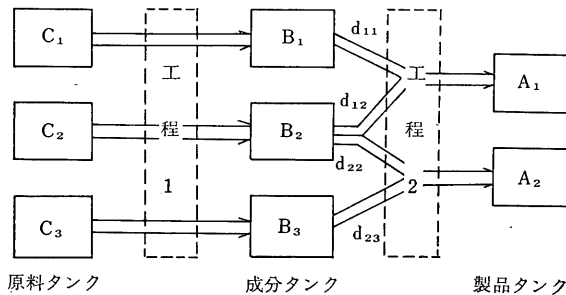 C₁
B₁
d₁₁
A₁
C₂
B₂
d₁₂
d₂₂
A₂
C₃
B₃
d₂₃
工
程
1
工
程
2
原料タンク
成分タンク
製品タンク